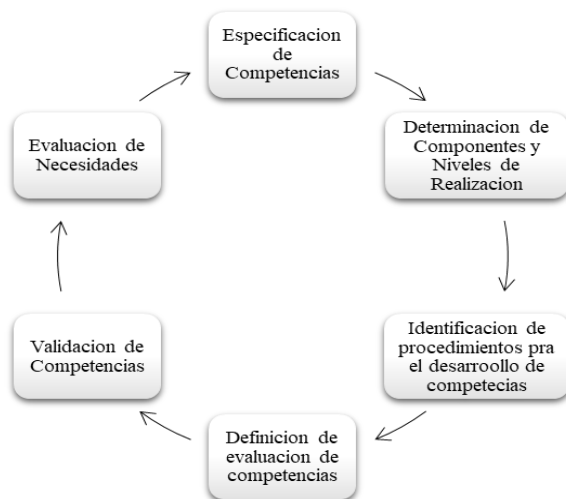 Especificacion
de
Competencias
Determinacion de
Componentes y
Niveles de
Realizacion
Identificacion de
procedimientos pra
el desarroollo de
competecias
Definicion de
evaluacion de
competencias
Validacion de
Competencias
Evaluacion de
Necesidades